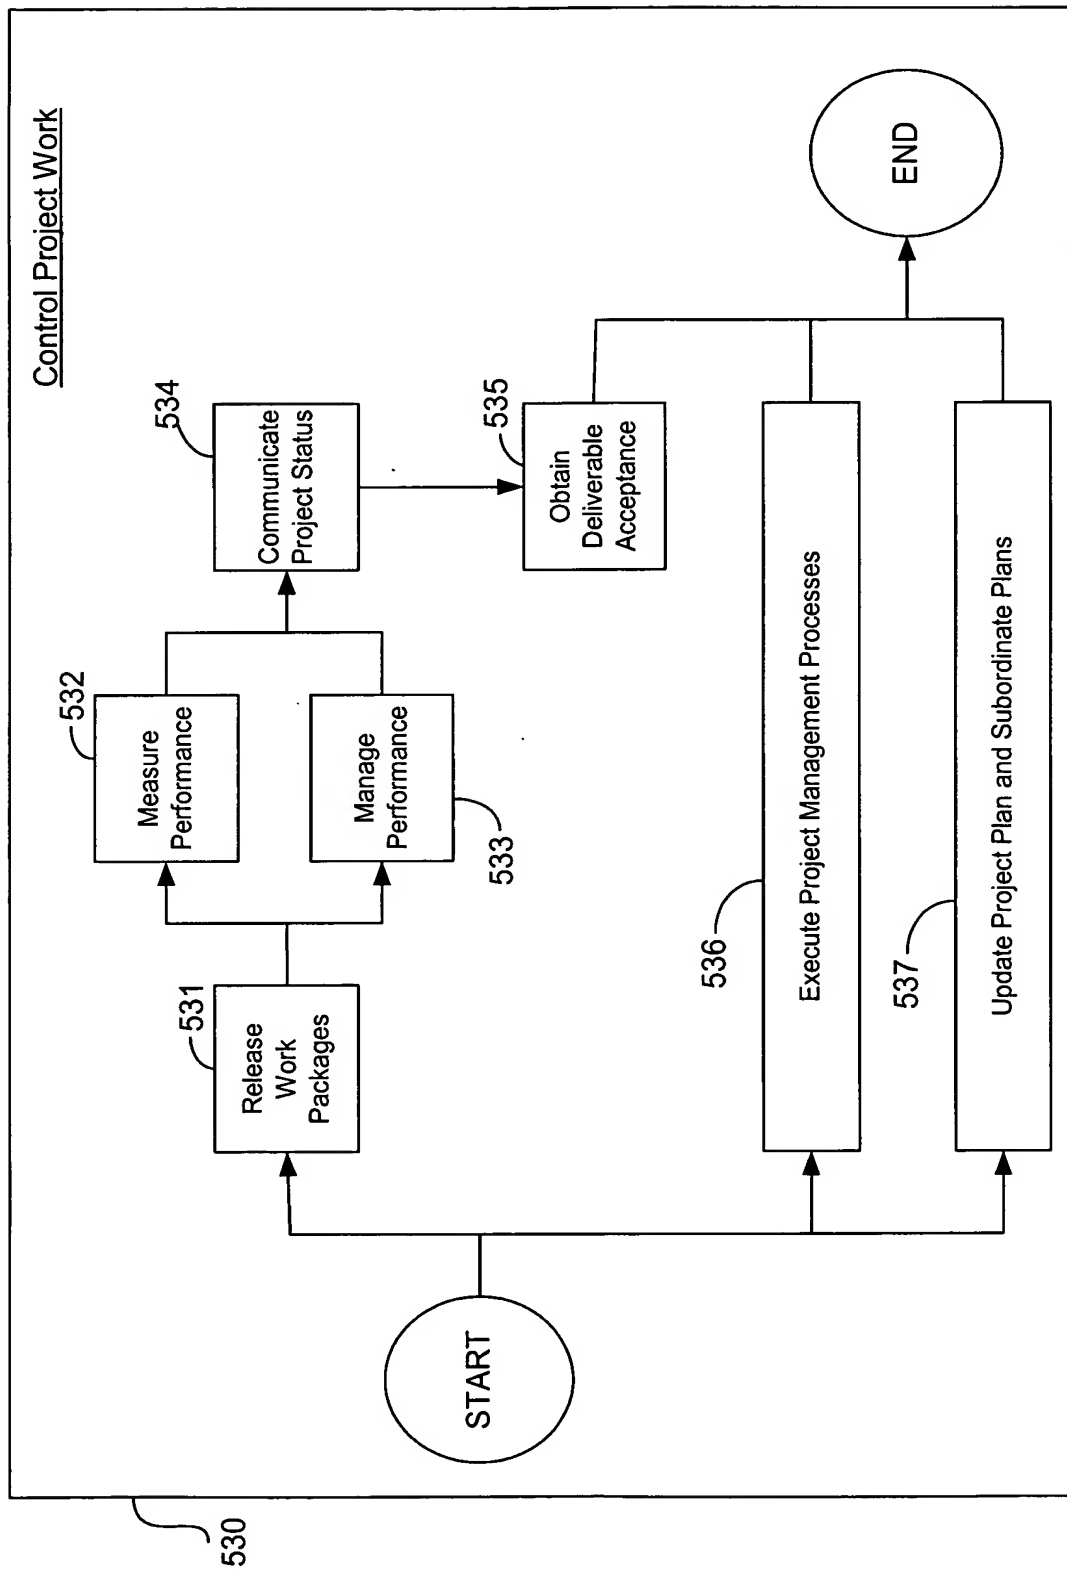 Control Project Work
530
START
531
Release
Work
Packages
532
Measure
Performance
Manage
Performance
533
534
Communicate
Project Status
535
Obtain
Deliverable
Acceptance
536
Execute Project Management Processes
537
Update Project Plan and Subordinate Plans
END